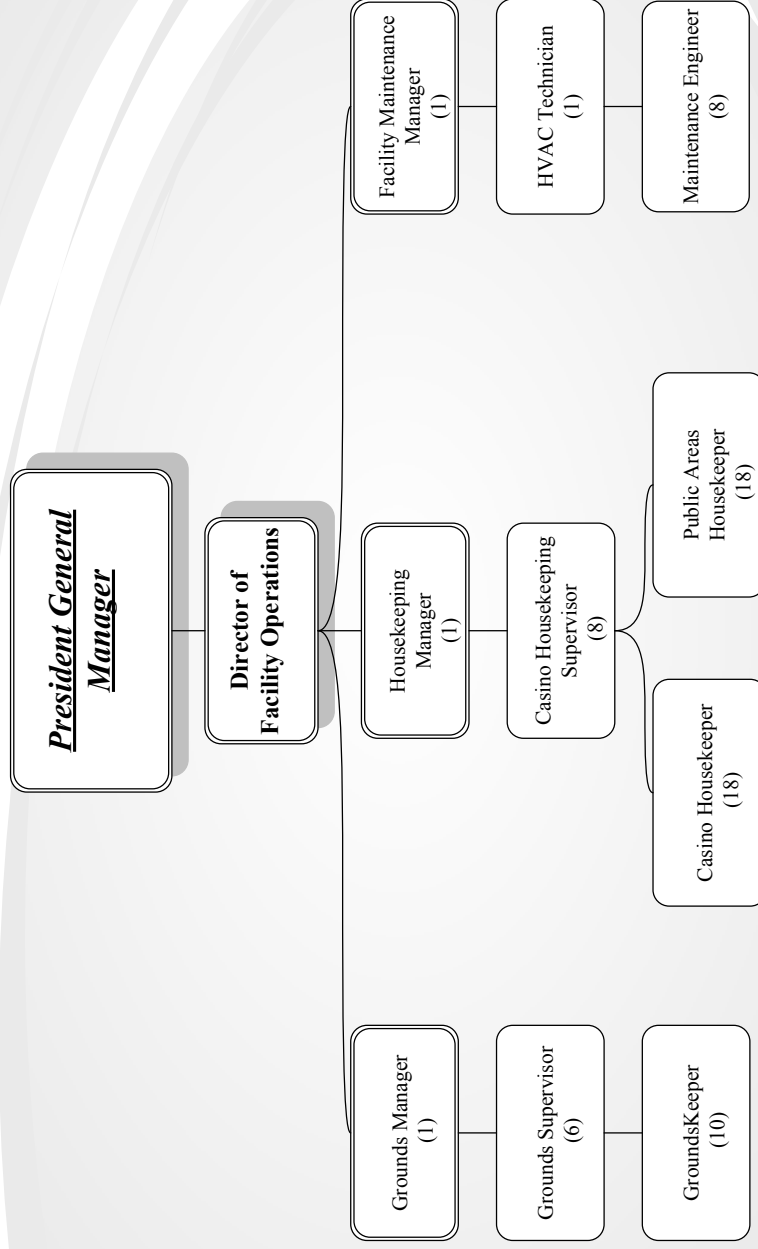 President General
Manager
Director of
Facility Operations
Grounds Manager
(1)
Grounds Supervisor
(6)
GroundsKeeper
(10)
Housekeeping
Manager
(1)
Casino Housekeeping
Supervisor
(8)
Casino Housekeeper
(18)
Public Areas
Housekeeper
(18)
Facility Maintenance
Manager
(1)
HVAC Technician
(1)
Maintenance Engineer
(8)